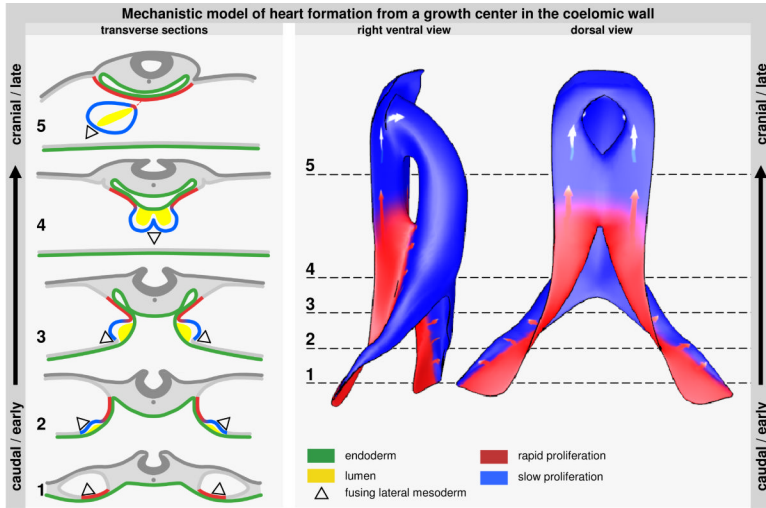 Mechanistic model of heart formation from a growth center in the coelomic wall
transverse sections
right ventral view
dorsal view
cranial / late
caudal / early
5
4
3
2
1
5
4
3
2
1
endoderm
lumen
fusing lateral mesoderm
rapid proliferation
slow proliferation
cranial / late
caudal / early